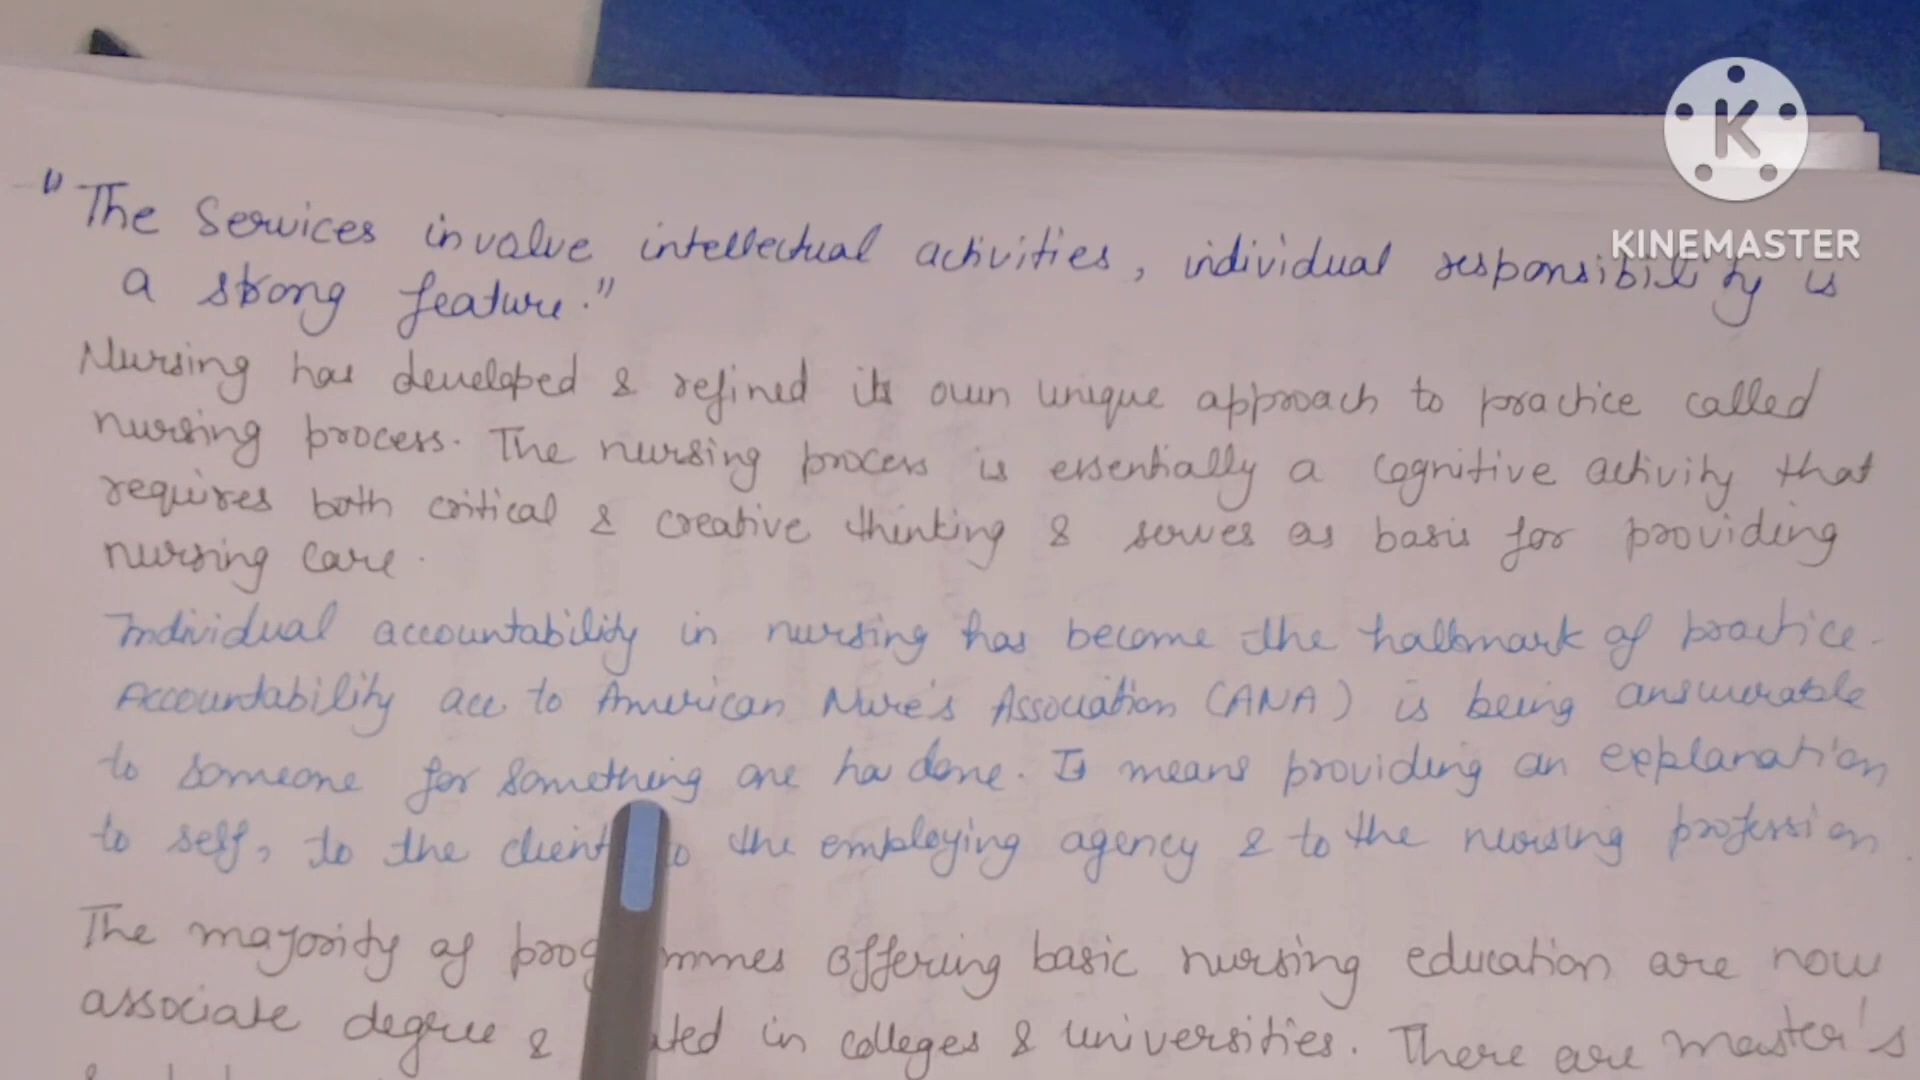 "The Services involve intellectual activities, individual responsibility is
a strong feature."
Nursing has developed & refined its own unique approach to practice called
nursing process. The nursing process is essentially a cognitive activity that
requires both critical & creative thinking & serves as basis for providing
nursing care.
Individual accountability in nursing has become the hallmark of practice.
Accountability acc to American Nurse's Association (ANA) is being answerable
to someone for something one has done. It means providing an explanation
to self, to the client to the employing agency & to the nursing profession.
The majority of programmes offering basic nursing education are now
associate degree & in colleges & universities. There are master's
KINEMASTER